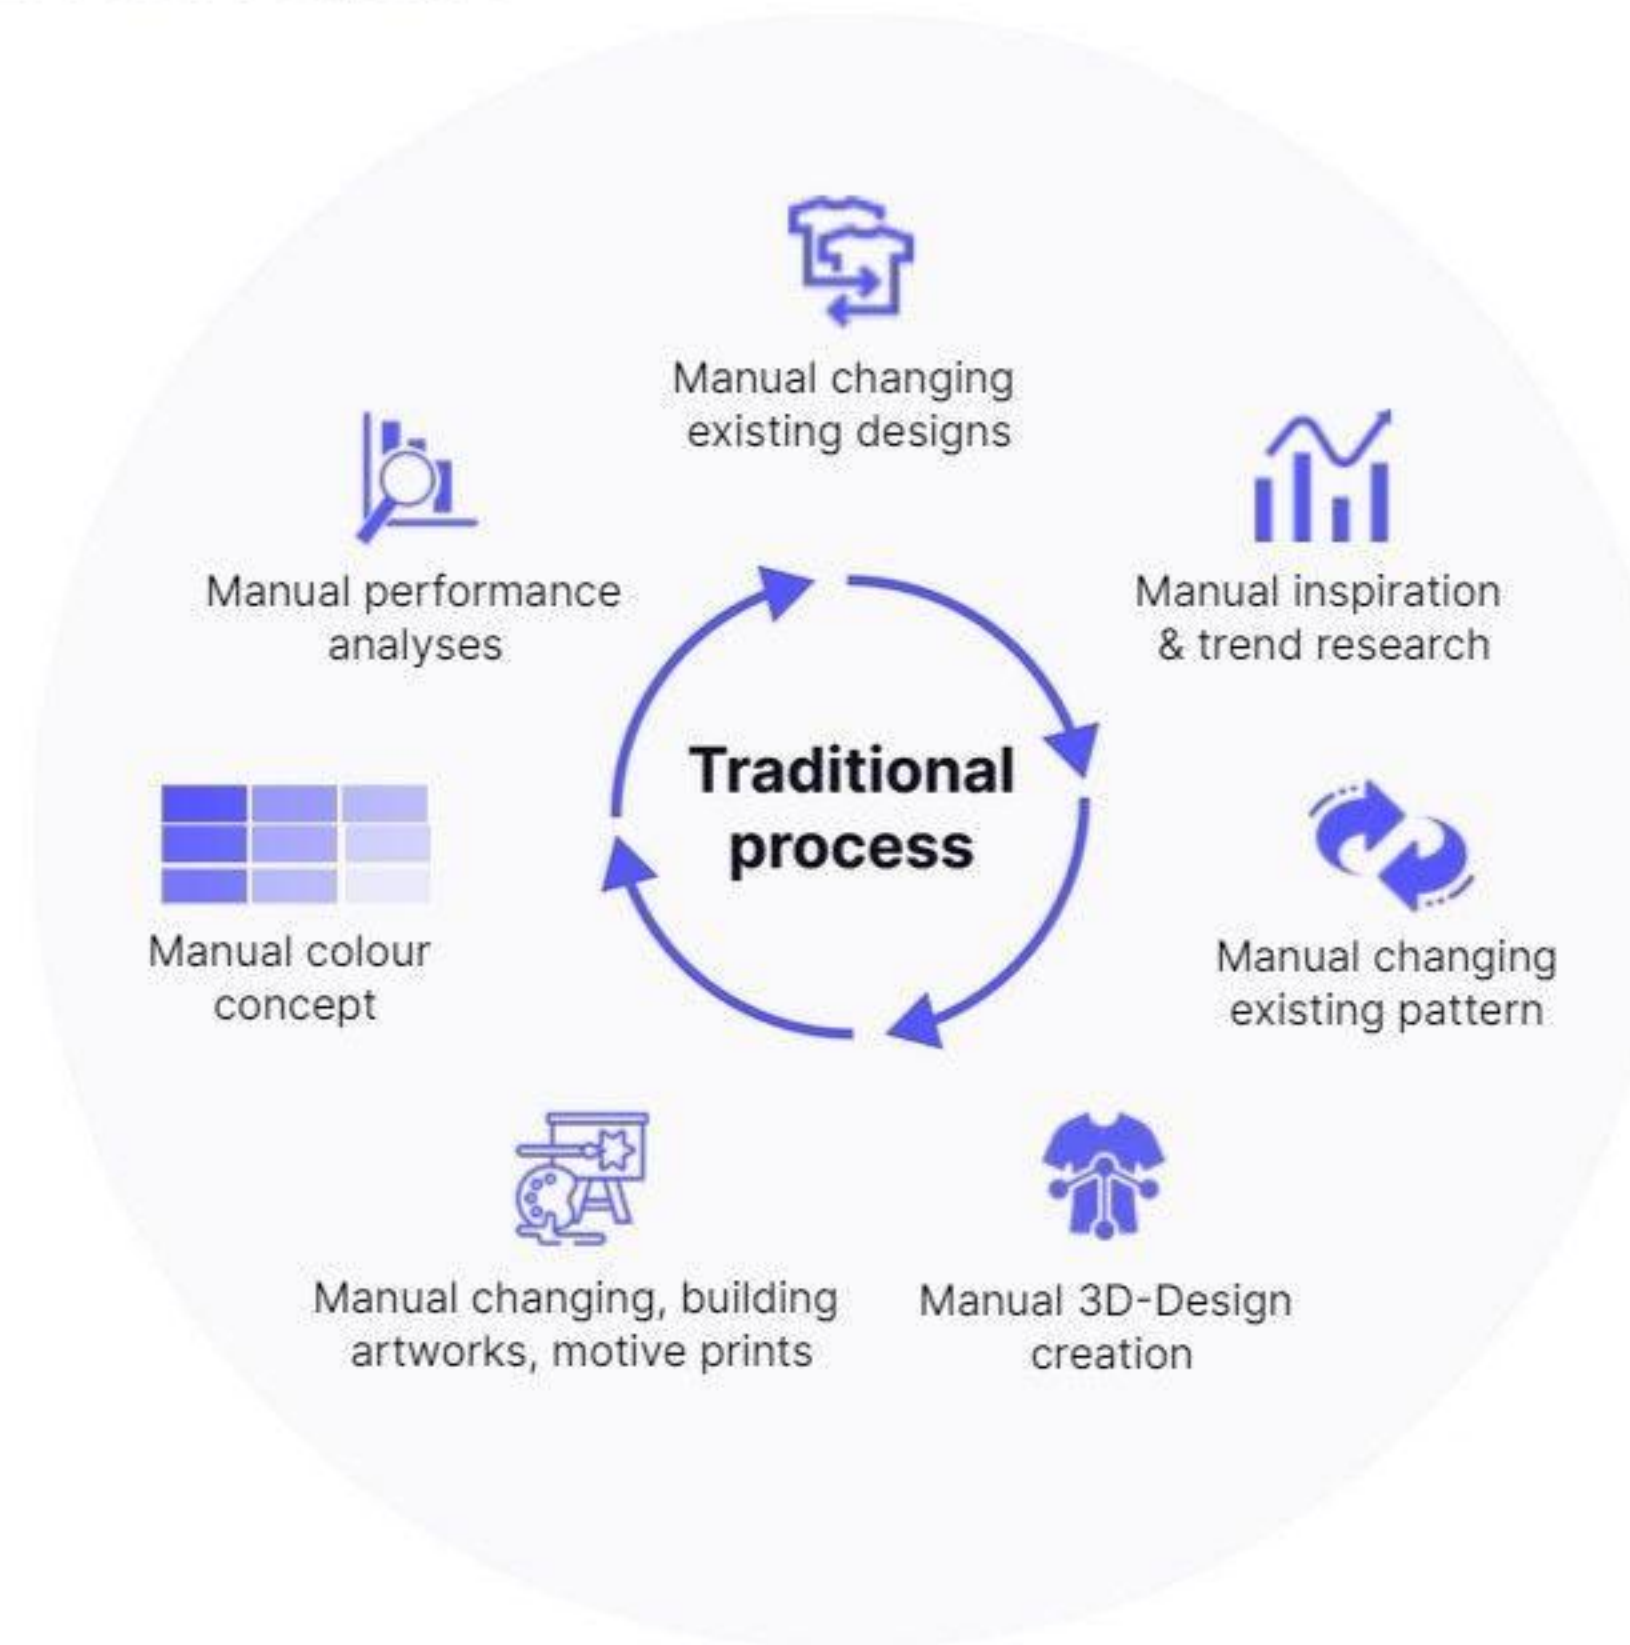 Manual changing
existing designs
Manual inspiration
& trend research
Manual changing
existing pattern
Manual 3D-Design
creation
Manual changing, building
artworks, motive prints
Manual colour
concept
Manual performance
analyses
Traditional
process